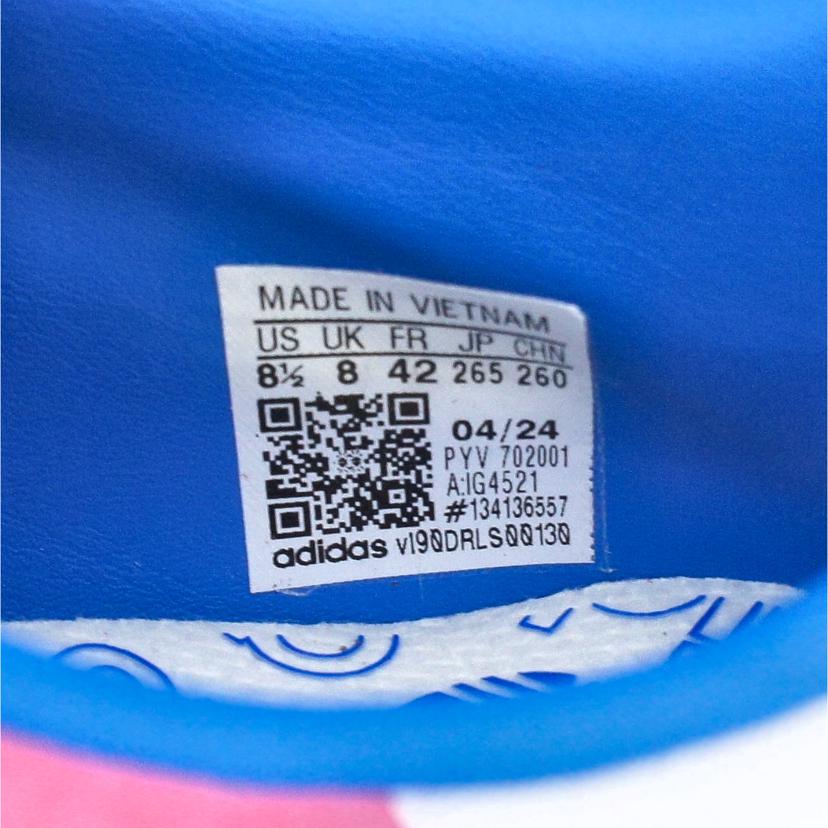 MADE IN VIETNAM
US UK FR JP CHN
8½ 8 42 265 260
04/24
PYV 702001
A:IG4521
#134136557
adidas vI90DRLS00130